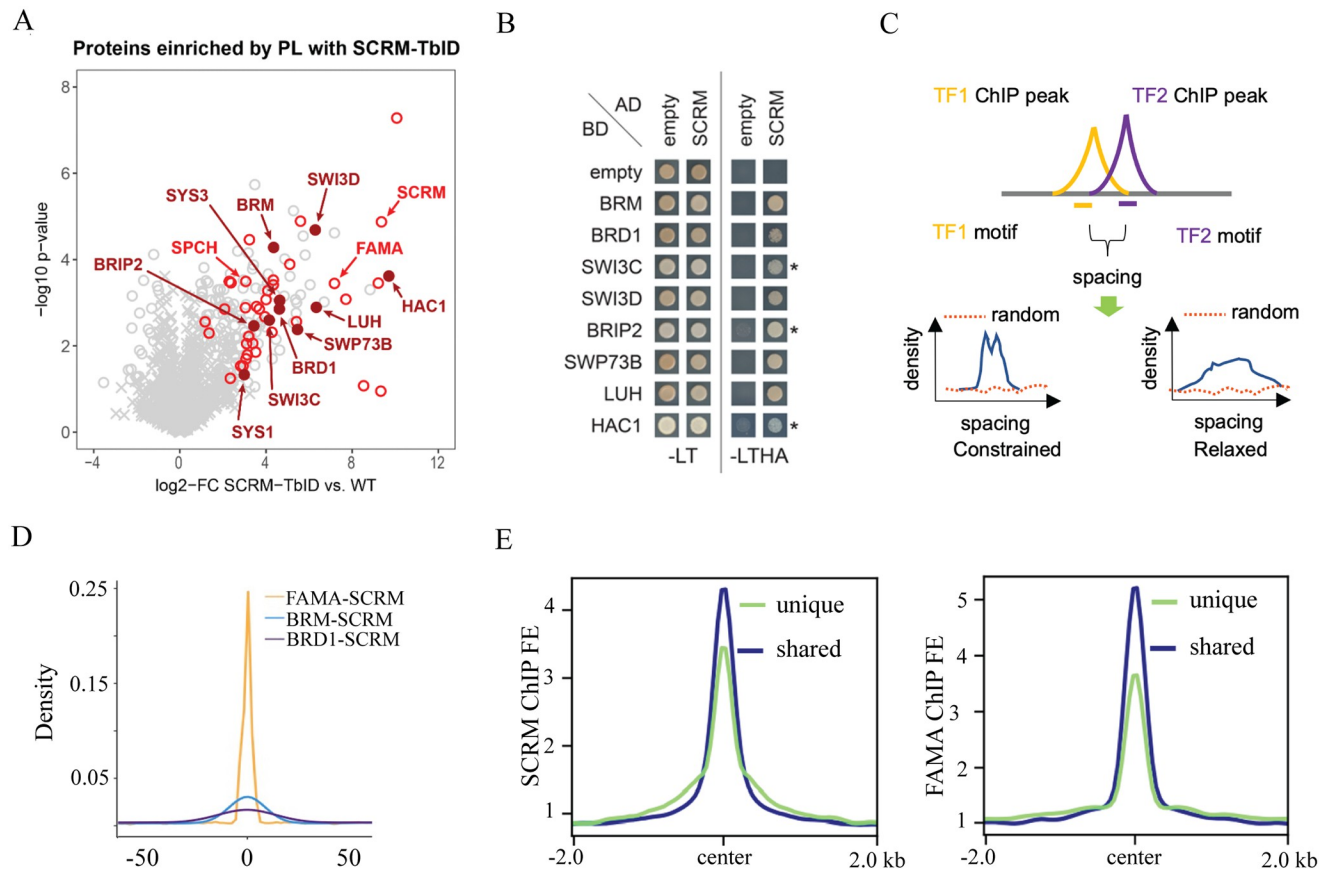 A
Proteins einriched by PL with SCRM-TbID
8
6
4
2
0
−log10 p−value
SWI3D
SYS3
BRM
SCRM
SPCH
FAMA
BRIP2
HAC1
LUH
SWP73B
BRD1
SWI3C
SYS1
−4
0
4
8
12
log2−FC SCRM−TbID vs. WT
B
AD
BD
empty
SCRM
empty
SCRM
empty
BRM
BRD1
SWI3C
*
SWI3D
BRIP2
*
SWP73B
LUH
HAC1
*
-LT
-LTHA
C
TF1 ChIP peak
TF2 ChIP peak
TF1 motif
TF2 motif
spacing
random
density
spacing
Constrained
random
density
spacing
Relaxed
D
0.25
0.15
0.05
Density
FAMA-SCRM
BRM-SCRM
BRD1-SCRM
-50
0
50
E
SCRM ChIP FE
4
3
2
1
unique
shared
-2.0
center
2.0 kb
FAMA ChIP FE
5
4
3
2
1
unique
shared
-2.0
center
2.0 kb